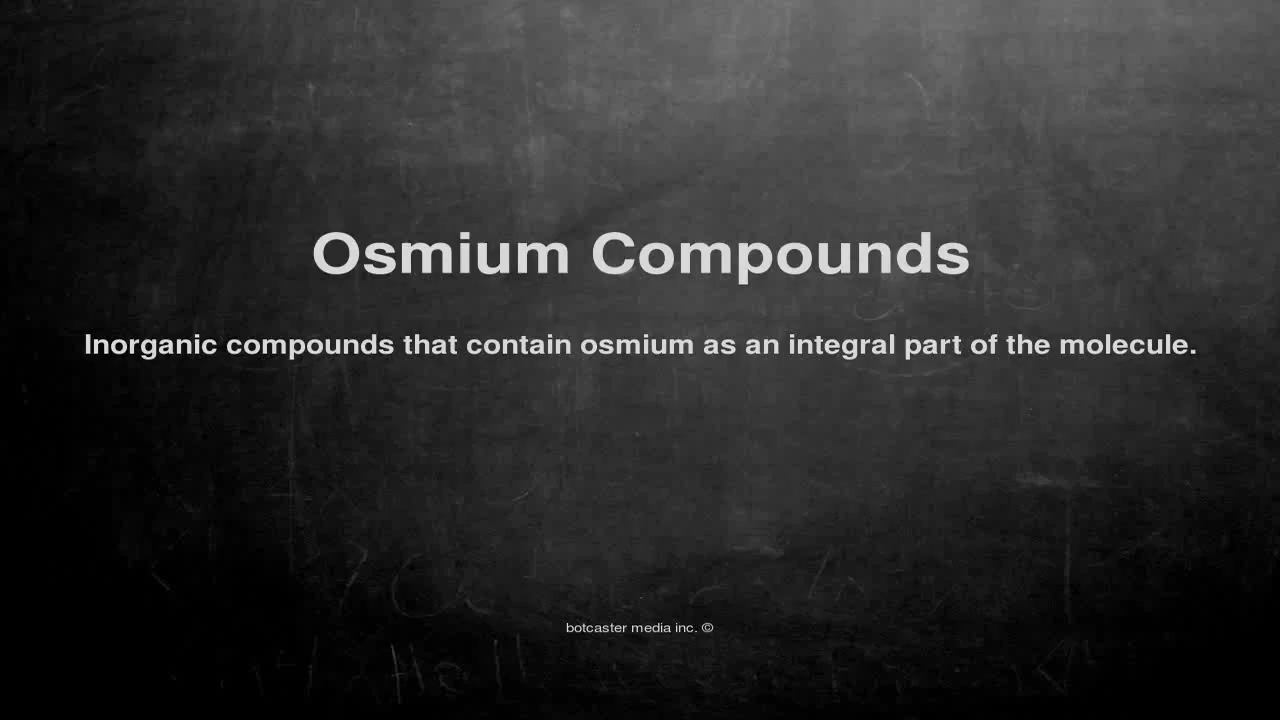 Osmium Compounds
Inorganic compounds that contain osmium as an integral part of the molecule.
botcaster media inc. ©